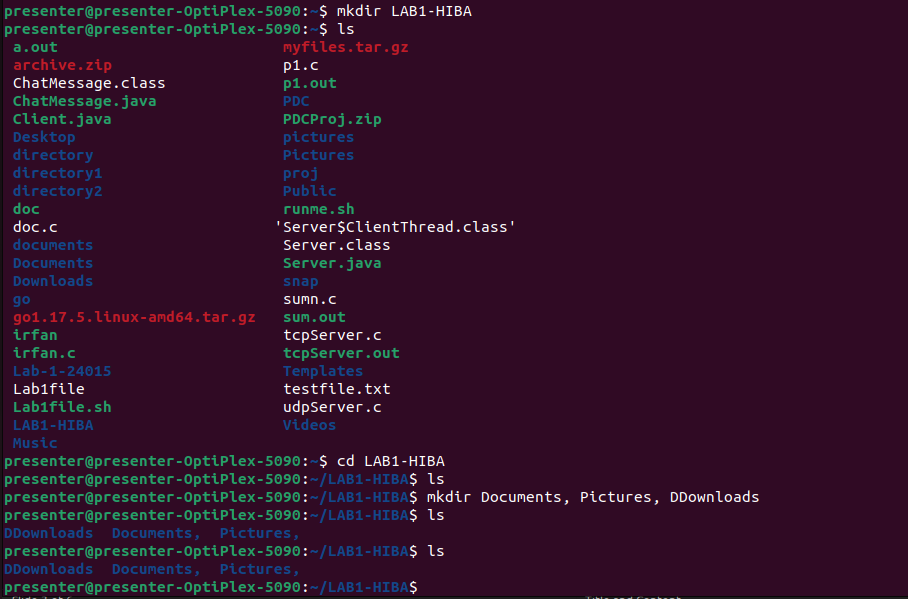 presenter@presenter-OptiPlex-5090:~$ mkdir LAB1-HIBA
presenter@presenter-OptiPlex-5090:~$ ls
a.out myfiles.tar.gz
archive.zip p1.c
ChatMessage.class p1.out
ChatMessage.java PDC
Client.java PDCProj.zip
Desktop pictures
directory Pictures
directory1 proj
directory2 Public
doc runme.sh
doc.c 'Server$ClientThread.class'
documents Server.class
Documents Server.java
Downloads snap
go sumn.c
go1.17.5.linux-amd64.tar.gz sum.out
irfan tcpServer.c
irfan.c tcpServer.out
Lab-1-24015 Templates
Lab1file testfile.txt
Lab1file.sh udpServer.c
LAB1-HIBA Videos
Music
presenter@presenter-OptiPlex-5090:~$ cd LAB1-HIBA
presenter@presenter-OptiPlex-5090:~/LAB1-HIBA$ ls
presenter@presenter-OptiPlex-5090:~/LAB1-HIBA$ mkdir Documents, Pictures, DDownloads
presenter@presenter-OptiPlex-5090:~/LAB1-HIBA$ ls
DDownloads Documents, Pictures,
presenter@presenter-OptiPlex-5090:~/LAB1-HIBA$ ls
DDownloads Documents, Pictures,
presenter@presenter-OptiPlex-5090:~/LAB1-HIBA$